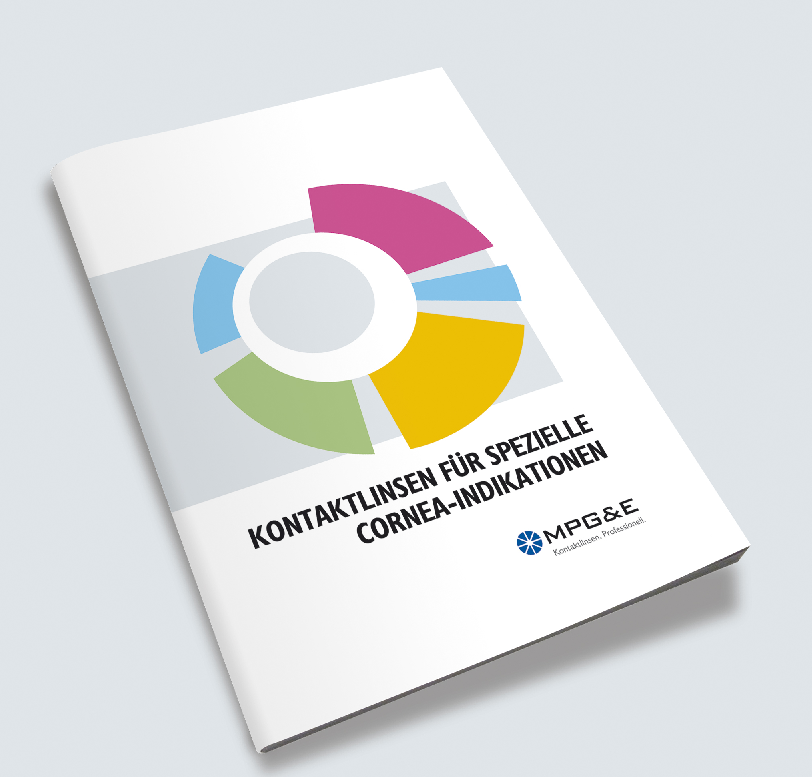 KONTAKTLINSEN FÜR SPEZIELLE
CORNEA-INDIKATIONEN
MPG&E
Kontaktlinsen. Professionell.